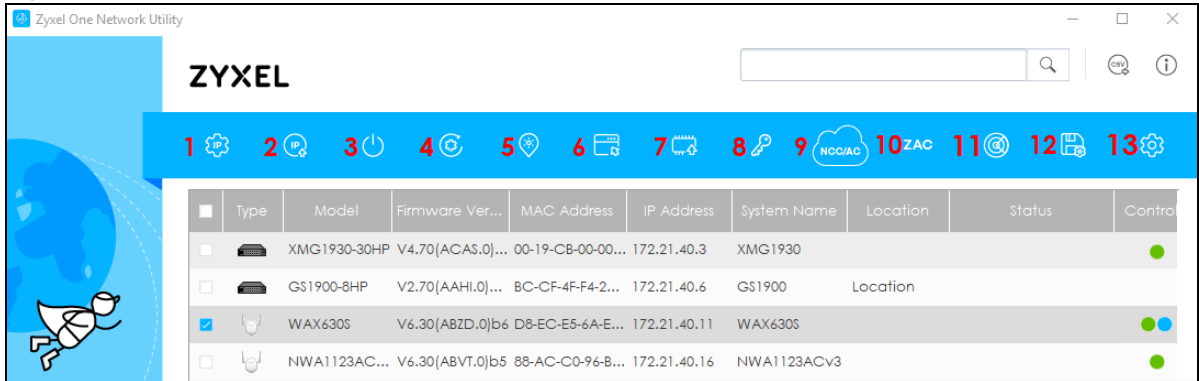 Zyxel One Network Utility
ZYXEL
CSV
1 IP 2 IP 3 4 5 6 7 8 9 NCC/AC 10 ZAC 11 12 13
Type Model Firmware Ver... MAC Address IP Address System Name Location Status Control
XMG1930-30HP V4.70(ACAS.0)... 00-19-CB-00-00... 172.21.40.3 XMG1930
GS1900-8HP V2.70(AAHI.0)... BC-CF-4F-F4-2... 172.21.40.6 GS1900 Location
WAX630S V6.30(ABZD.0)b6 D8-EC-E5-6A-E... 172.21.40.11 WAX630S
NWA1123AC... V6.30(ABVT.0)b5 88-AC-C0-96-B... 172.21.40.16 NWA1123ACv3